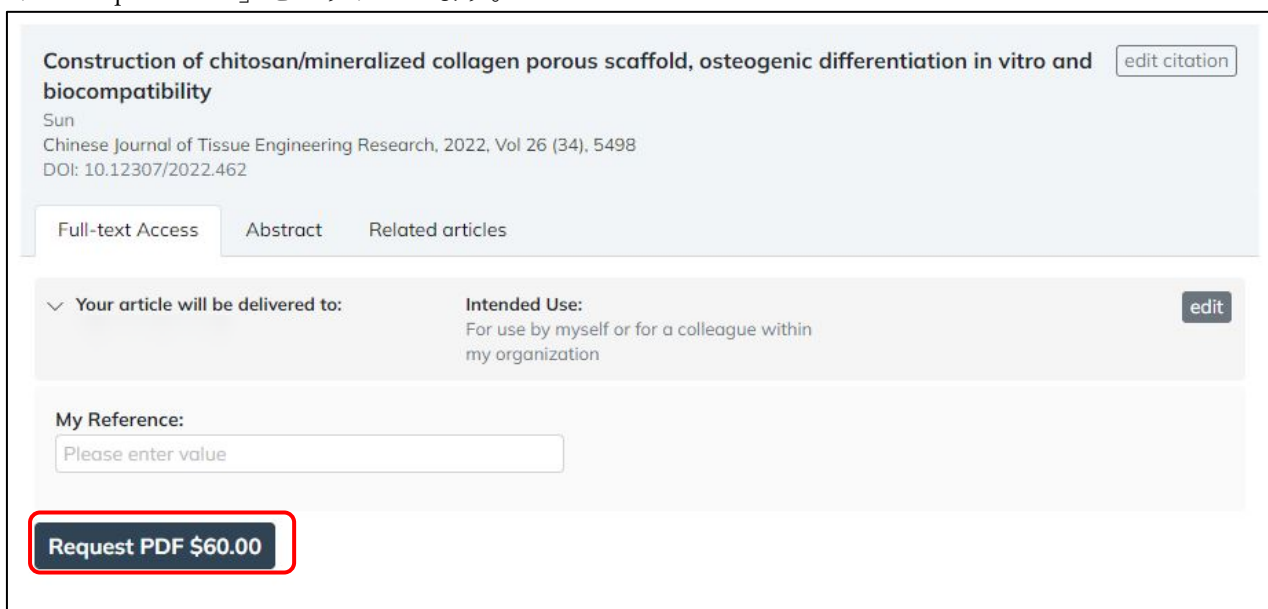 Construction of chitosan/mineralized collagen porous scaffold, osteogenic differentiation in vitro and
biocompatibility
edit citation
Sun
Chinese Journal of Tissue Engineering Research, 2022, Vol 26 (34), 5498
DOI: 10.12307/2022.462
Full-text Access Abstract Related articles
Your article will be delivered to:
Intended Use:
For use by myself or for a colleague within
my organization
edit
My Reference:
Please enter value
Request PDF $60.00